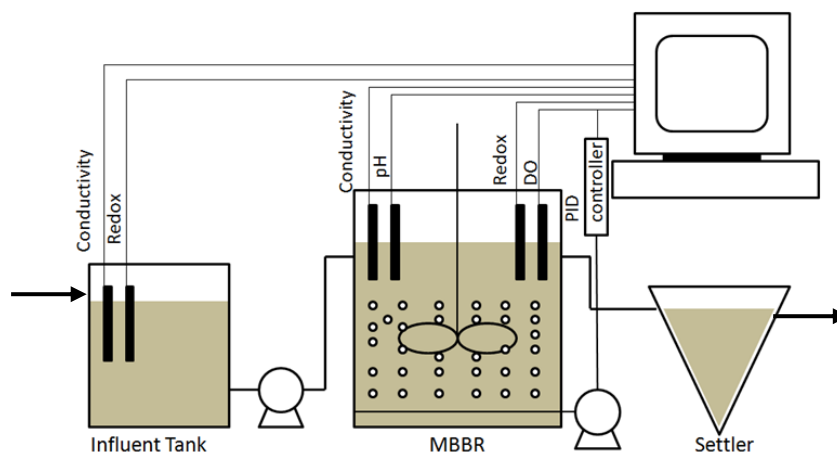 Conductivity
Redox
Conductivity
pH
Redox
DO
PID
controller
Influent Tank
MBBR
Settler